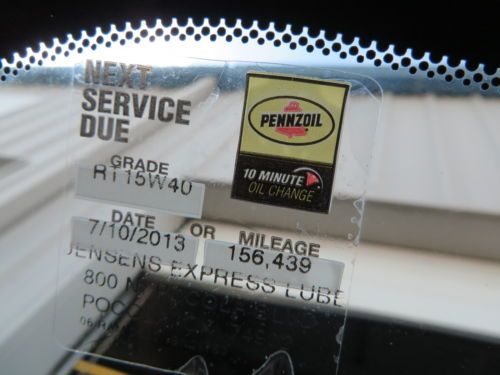 NEXT
SERVICE
DUE
PENNZOIL
10 MINUTE
OIL CHANGE
GRADE
RT15W40
DATE OR MILEAGE
7/10/2013 156,439
JENSENS EXPRESS LUBE
800